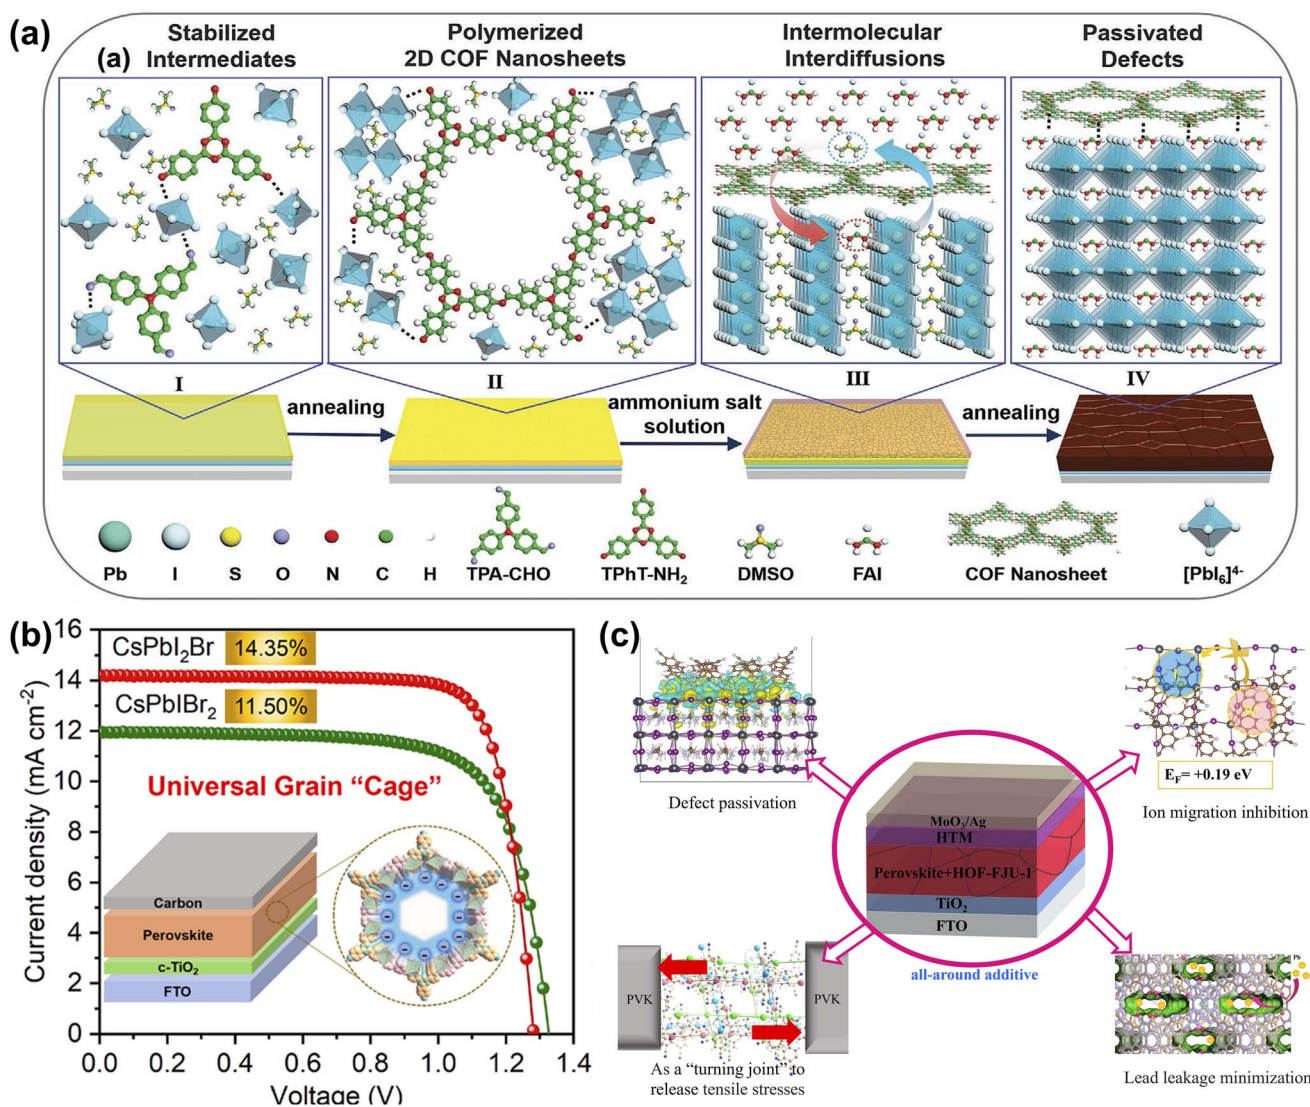 (a)
(a)
Stabilized
Intermediates
Polymerized
2D COF Nanosheets
Intermolecular
Interdiffusions
Passivated
Defects
I
II
III
IV
annealing
ammonium salt
solution
annealing
Pb
I
S
O
N
C
H
TPA-CHO
TPhT-NH₂
DMSO
FAI
COF Nanosheet
[PbI₆]⁴⁻
(b)
16
14
12
10
8
6
4
2
0
Current density (mA cm⁻²)
CsPbI₂Br
14.35%
CsPbIBr₂
11.50%
Universal Grain “Cage”
Carbon
Perovskite
c-TiO₂
FTO
0.0
0.2
0.4
0.6
0.8
1.0
1.2
1.4
Voltage (V)
(c)
Defect passivation
E_F= +0.19 eV
Ion migration inhibition
MoO₃/Ag
HTM
Perovskite+HOF-FJU-1
TiO₂
FTO
all-around additive
PVK
PVK
As a “turning joint” to
release tensile stresses
Pb
Lead leakage minimization